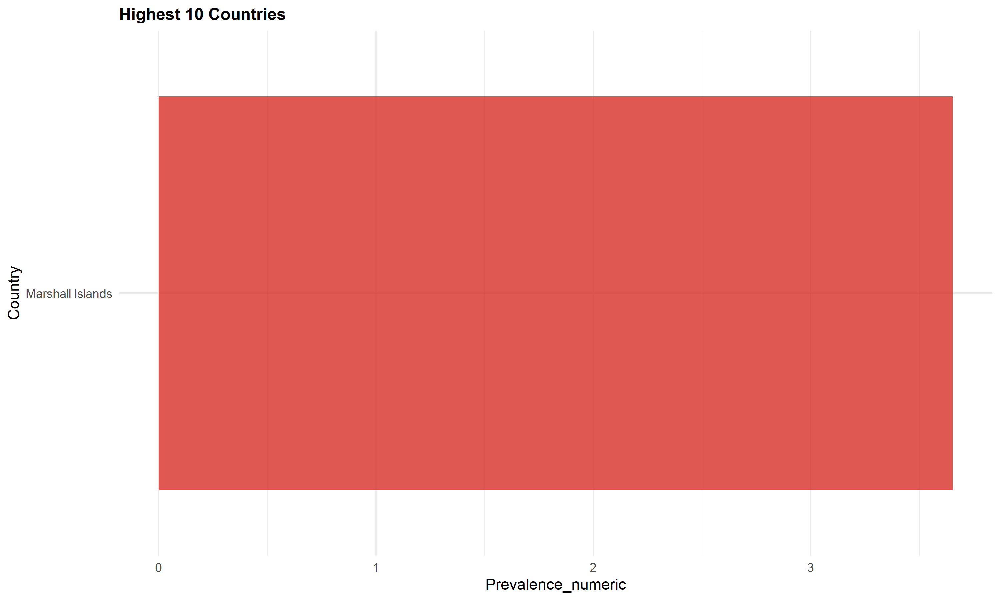 Highest 10 Countries
Country
Marshall Islands
0
1
2
3
Prevalence_numeric